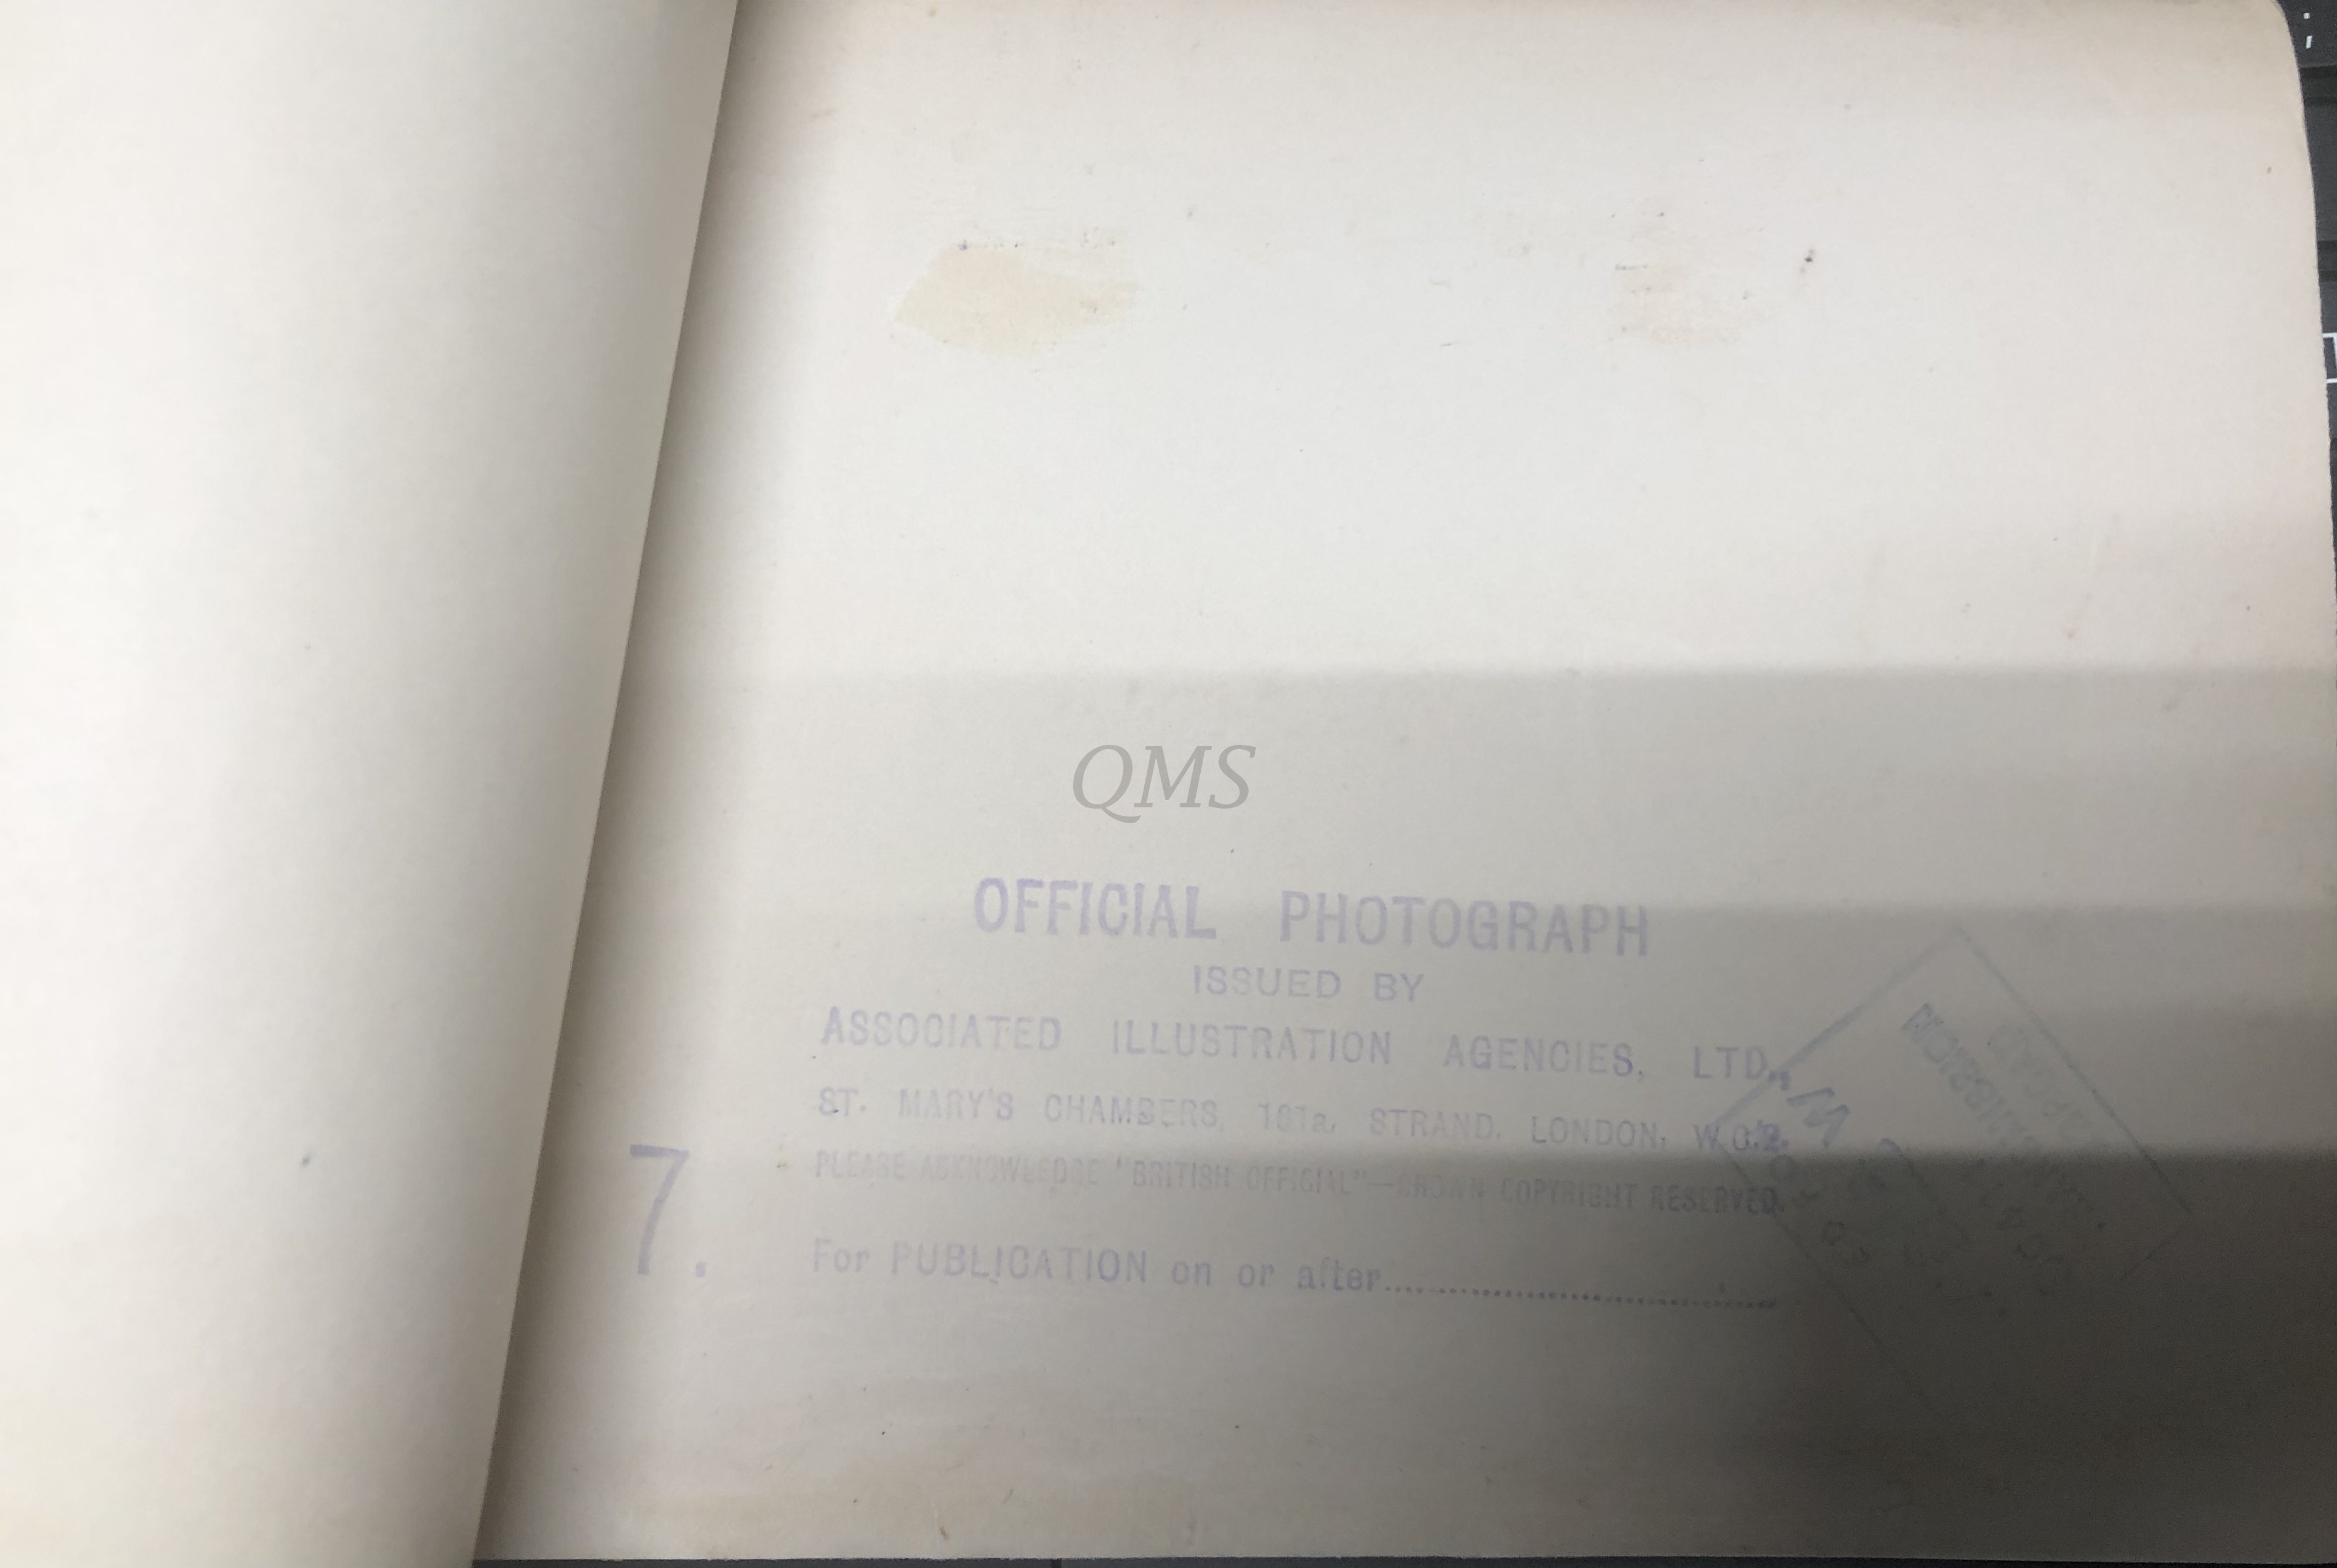 QMS
OFFICIAL PHOTOGRAPH
ISSUED BY
ASSOCIATED ILLUSTRATION AGENCIES, LTD.,
ST. MARY'S CHAMBERS, 161a, STRAND, LONDON, W.C.2.
PLEASE ACKNOWLEDGE "BRITISH OFFICIAL"—CROWN COPYRIGHT RESERVED.
7.
For PUBLICATION on or after